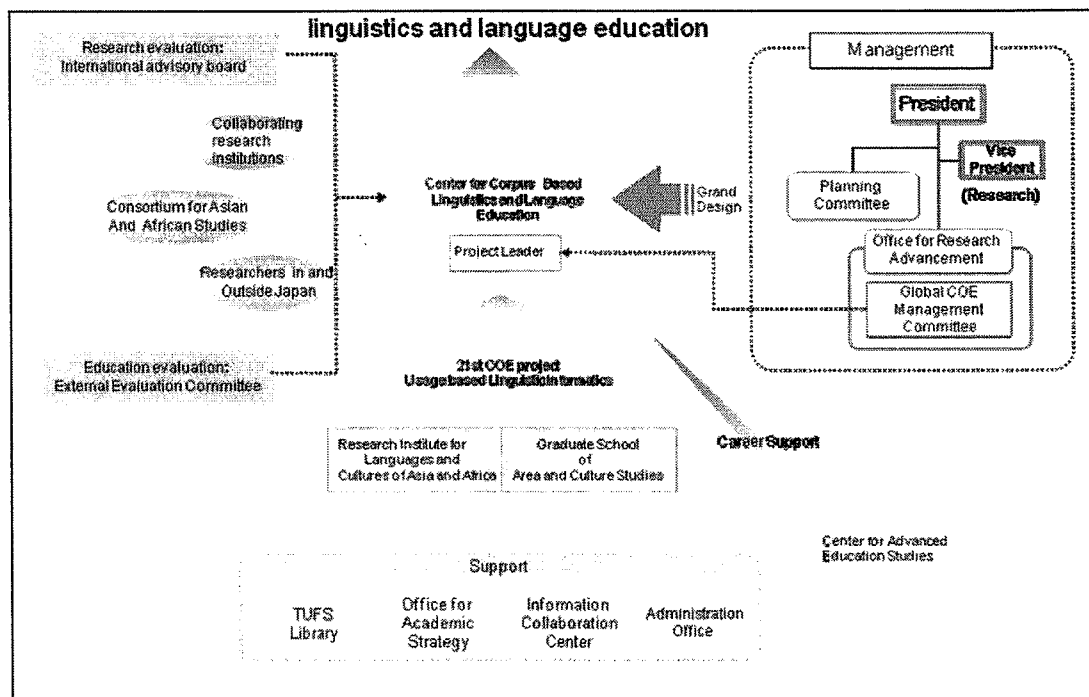 linguistics and language education
Research evaluation:
International advisory board
Collaborating
research
institutions
Consortium for Asian
And African Studies
Researchers in and
Outside Japan
Education evaluation:
External Evaluation Committee
Center for Corpus Based
Linguistics and Language
Education
Project Leader
21st COE project
Usage based Linguistic Informatics
Research Institute for
Languages and
Cultures of Asia and Africa
Graduate School
of
Area and Culture Studies
Grand
Design
Management
President
Vice
President
(Research)
Planning
Committee
Office for Research
Advancement
Global COE
Management
Committee
Career Support
Center for Advanced
Education Studies
Support
TUFS
Library
Office for
Academic
Strategy
Information
Collaboration
Center
Administration
Office